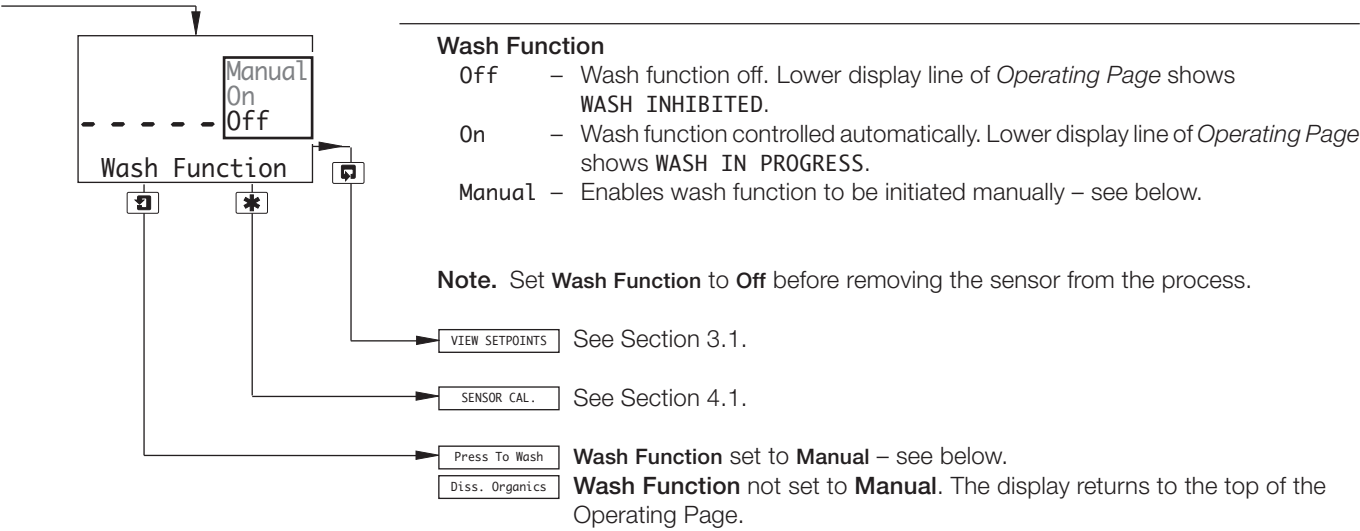 Manual
On
Off
Wash Function
Wash Function
Off – Wash function off. Lower display line of Operating Page shows
WASH INHIBITED.
On – Wash function controlled automatically. Lower display line of Operating Page
shows WASH IN PROGRESS.
Manual – Enables wash function to be initiated manually – see below.
Note. Set Wash Function to Off before removing the sensor from the process.
VIEW SETPOINTS See Section 3.1.
SENSOR CAL. See Section 4.1.
Press To Wash Wash Function set to Manual – see below.
Diss. Organics Wash Function not set to Manual. The display returns to the top of the
Operating Page.